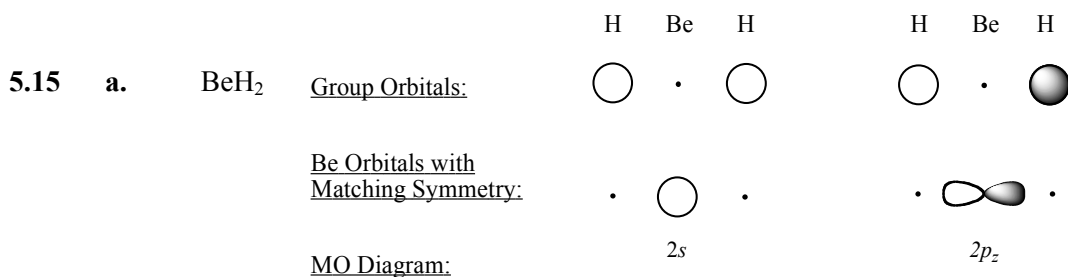 H Be H H Be H
5.15 a. BeH₂ Group Orbitals:
Be Orbitals with
Matching Symmetry:
2s 2pz
MO Diagram: